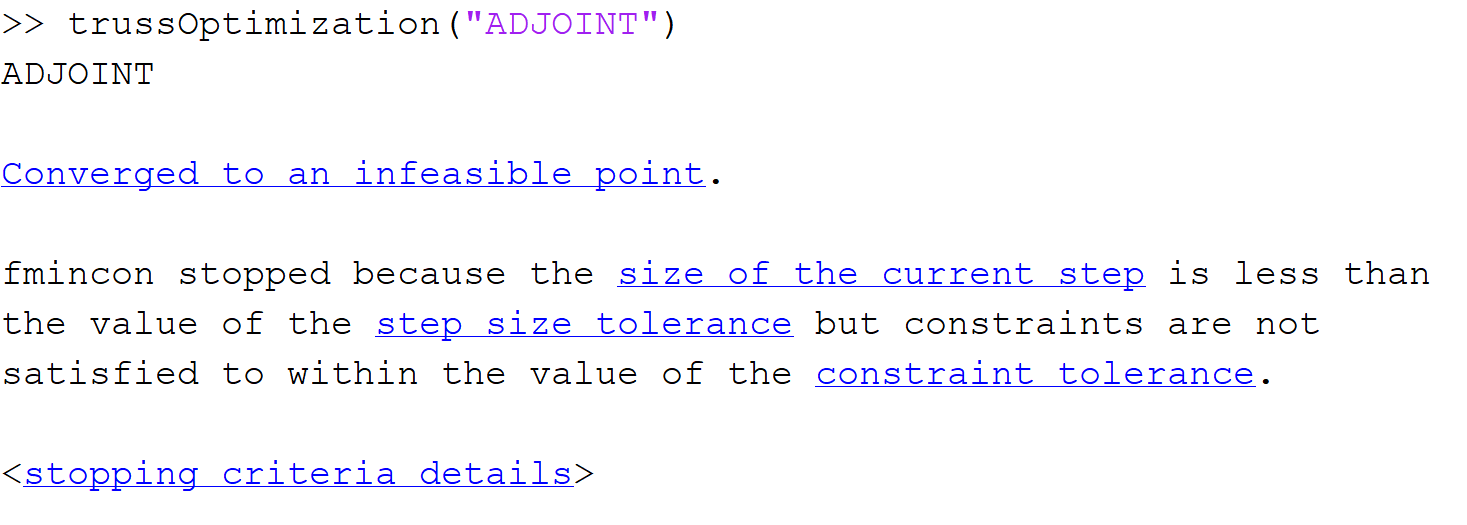 >> trussOptimization("ADJOINT")
ADJOINT
Converged to an infeasible point.
fmincon stopped because the size of the current step is less than
the value of the step size tolerance but constraints are not
satisfied to within the value of the constraint tolerance.
<stopping criteria details>